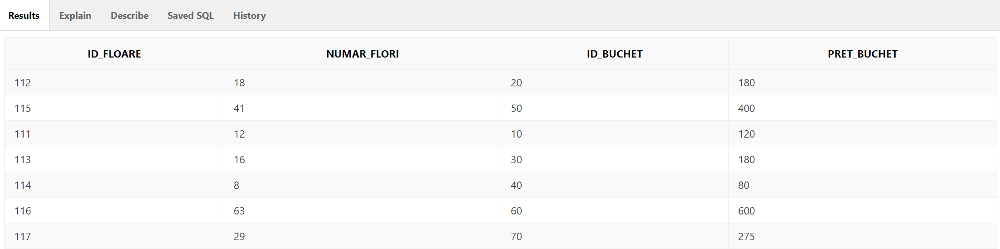 Results Explain Describe Saved SQL History
ID_FLOARE NUMAR_FLORI ID_BUCHET PRET_BUCHET
112 18 20 180
115 41 50 400
111 12 10 120
113 16 30 180
114 8 40 80
116 63 60 600
117 29 70 275